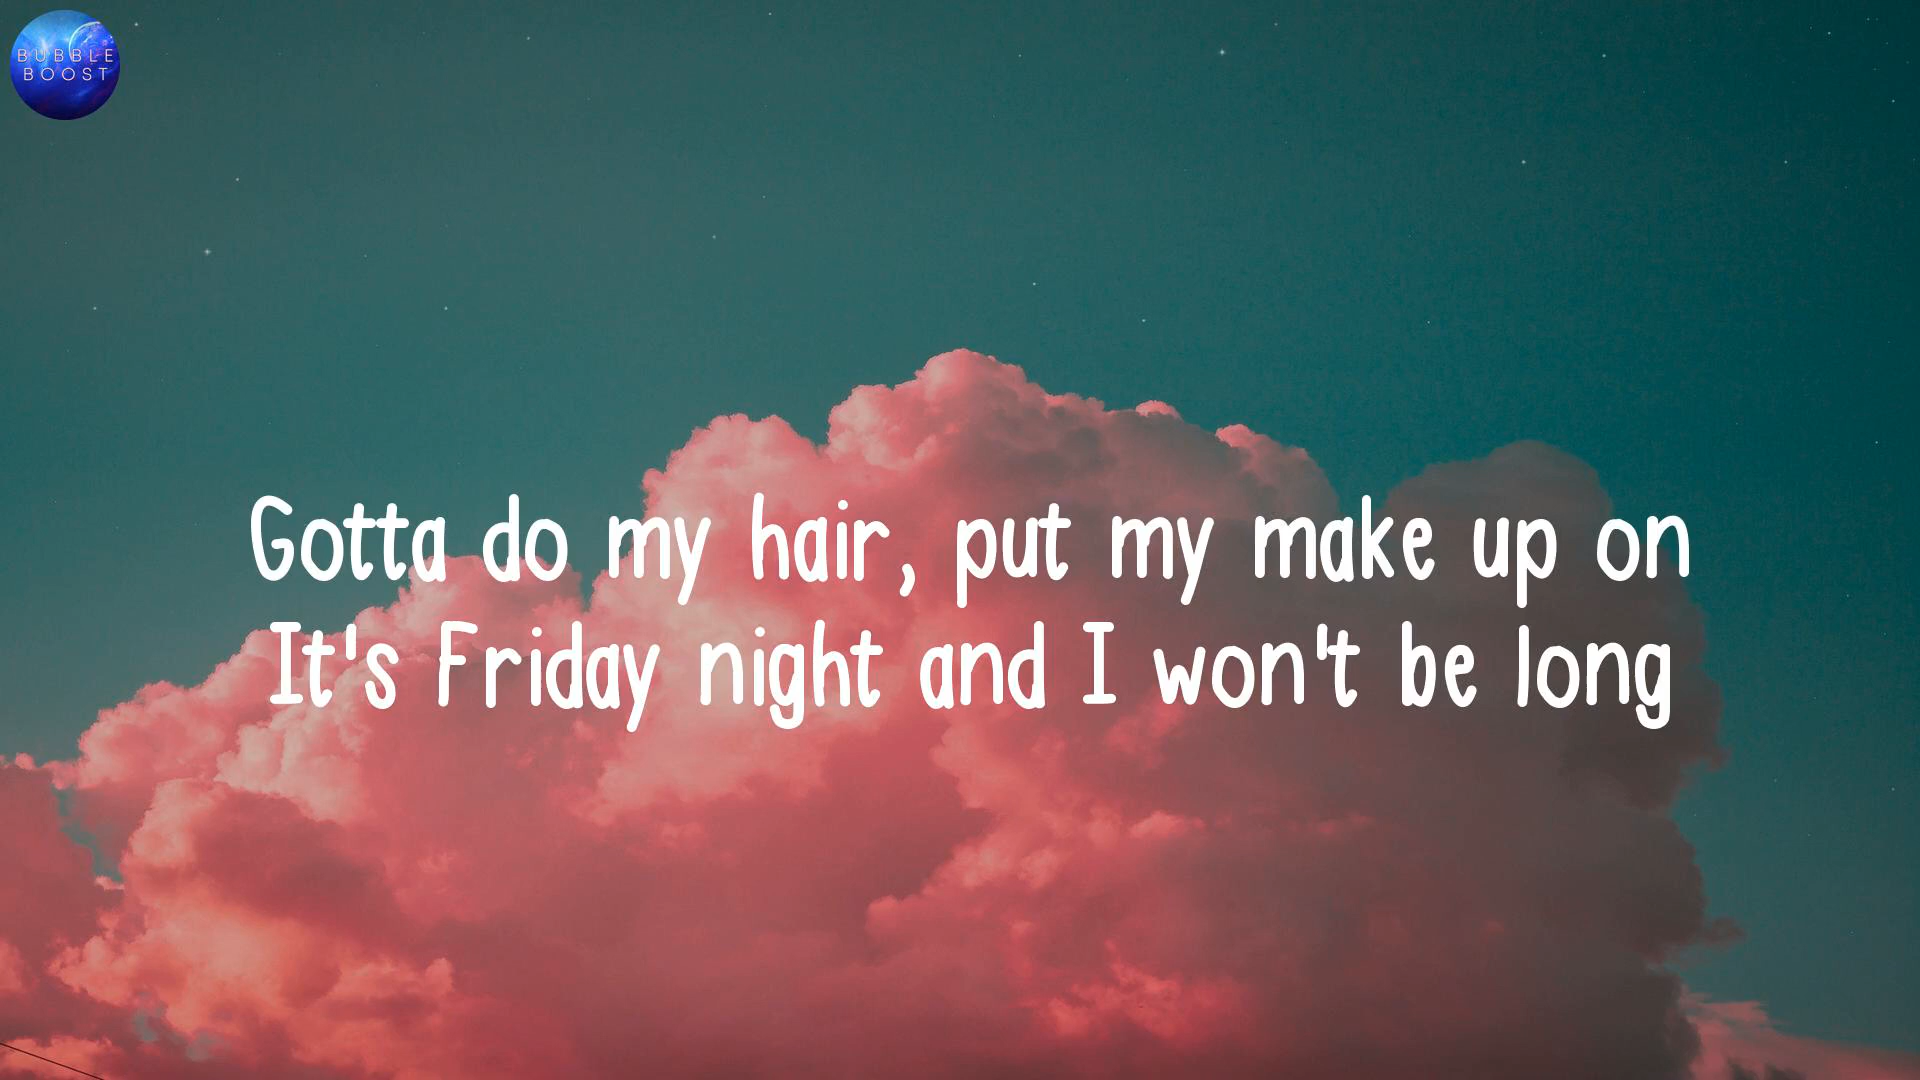 BUBBLE
BOOST
Gotta do my hair, put my make up on
It's Friday night and I won't be long